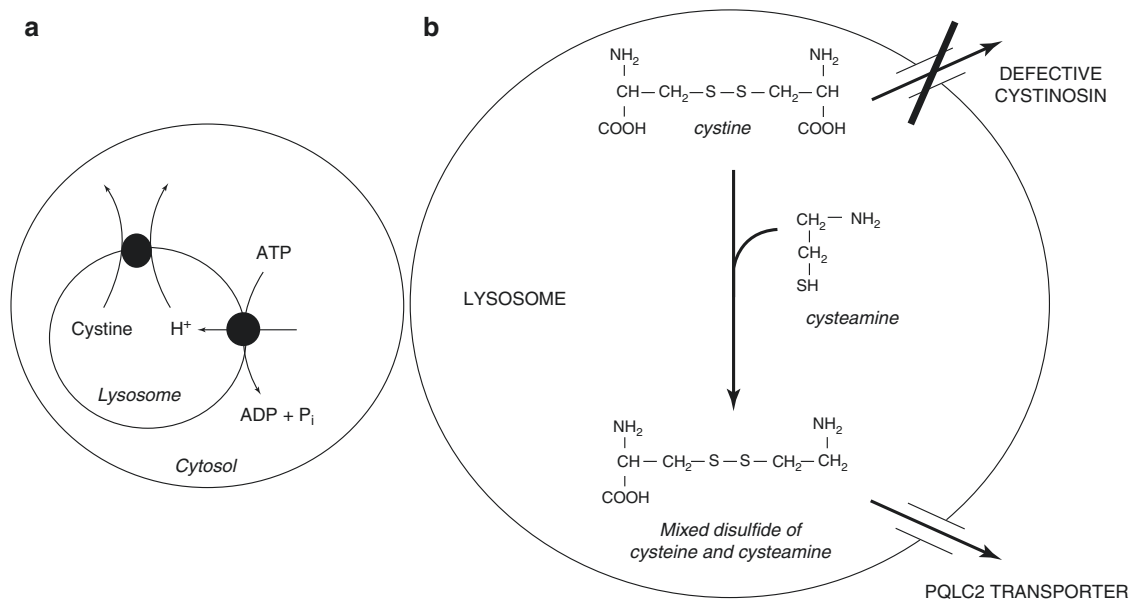 a
ATP
Cystine
H⁺
Lysosome
ADP + Pᵢ
Cytosol
b
NH₂
NH₂
CH — CH₂ — S — S — CH₂ — CH
COOH
cystine
COOH
DEFECTIVE
CYSTINOSIN
CH₂ — NH₂
CH₂
SH
cysteamine
LYSOSOME
NH₂
NH₂
CH — CH₂ — S — S — CH₂ — CH₂
COOH
Mixed disulfide of
cysteine and cysteamine
PQLC2 TRANSPORTER